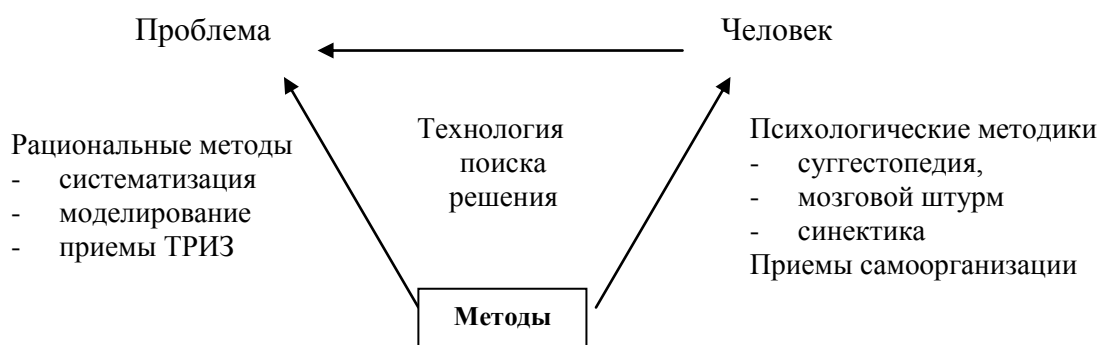 Проблема
Человек
Рациональные методы
- систематизация
- моделирование
- приемы ТРИЗ
Технология
поиска
решения
Психологические методики
- суггестопедия,
- мозговой штурм
- синектика
Приемы самоорганизации
Методы